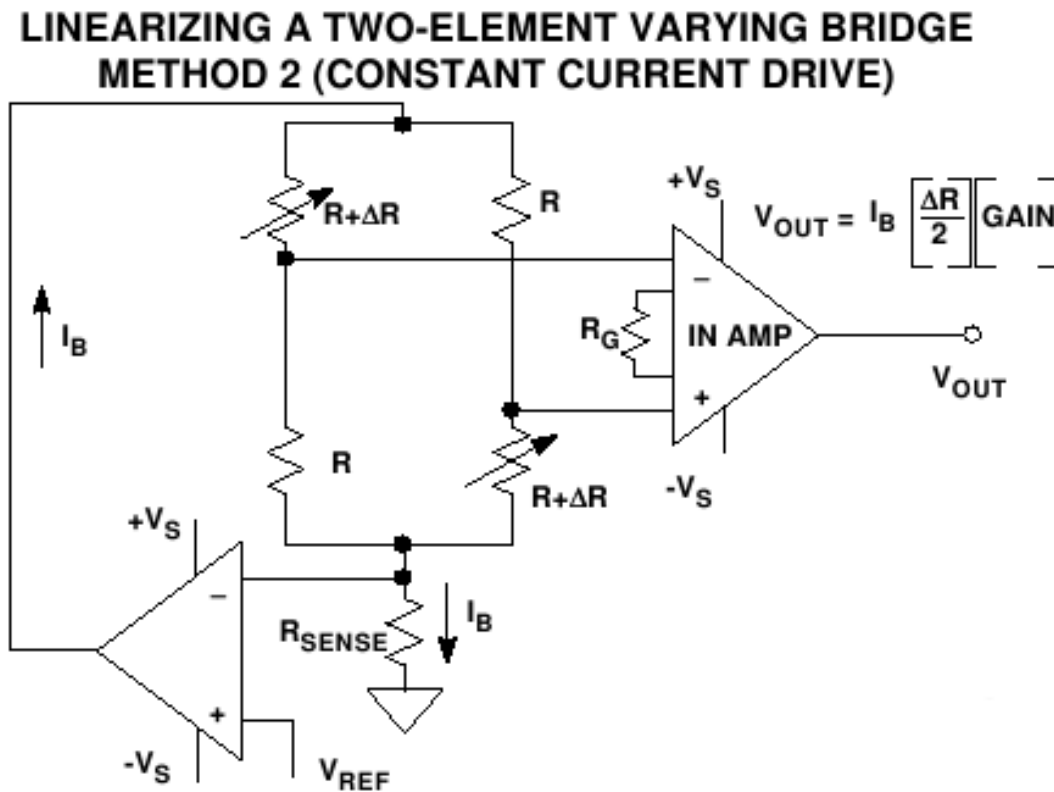 LINEARIZING A TWO-ELEMENT VARYING BRIDGE
METHOD 2 (CONSTANT CURRENT DRIVE)
+VS
VOUT = IB [ΔR/2] [GAIN
R+ΔR
R
−
IB
RG
IN AMP
VOUT
+
R
-VS
R+ΔR
+VS
−
RSENSE
IB
+
-VS
VREF